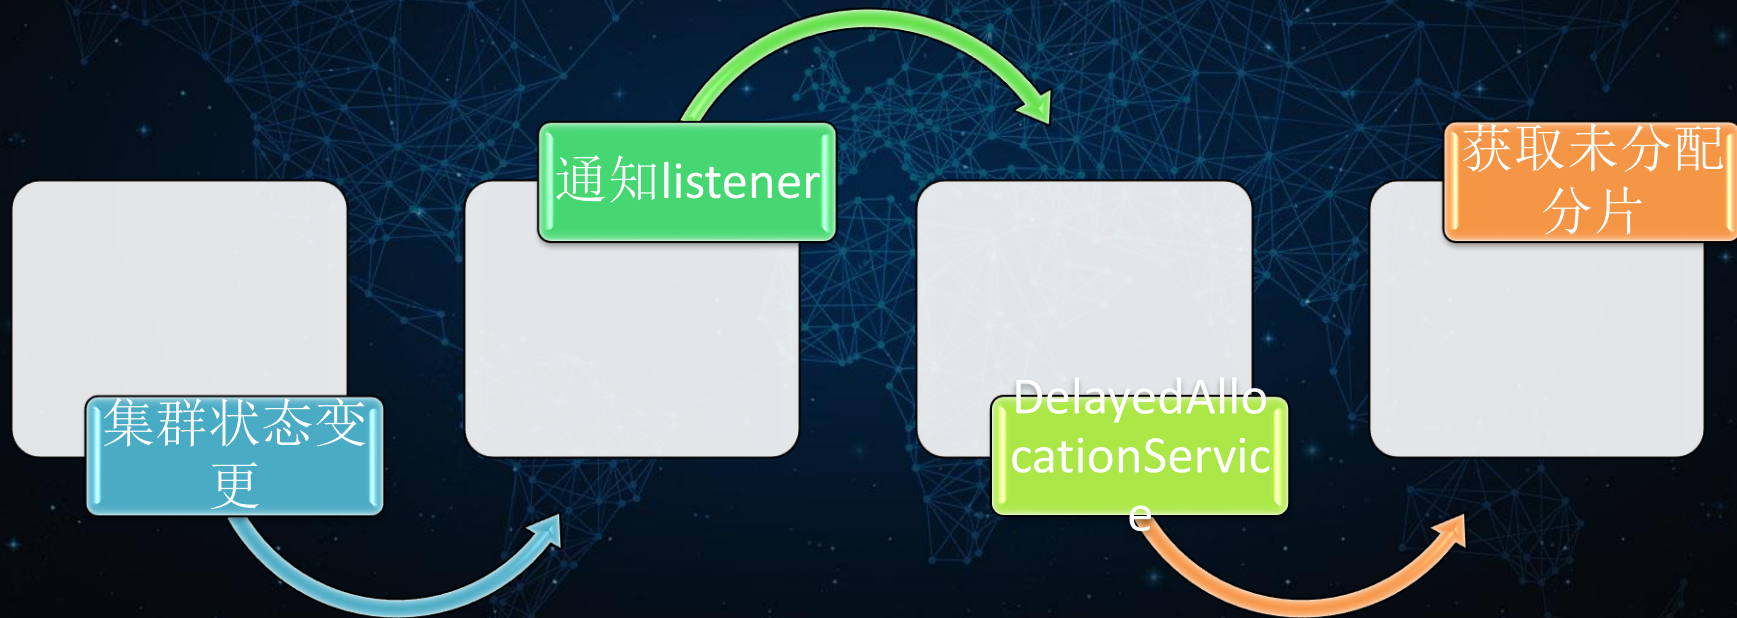 集群状态变
更
通知listener
DelayedAllo
cationServic
e
获取未分配
分片